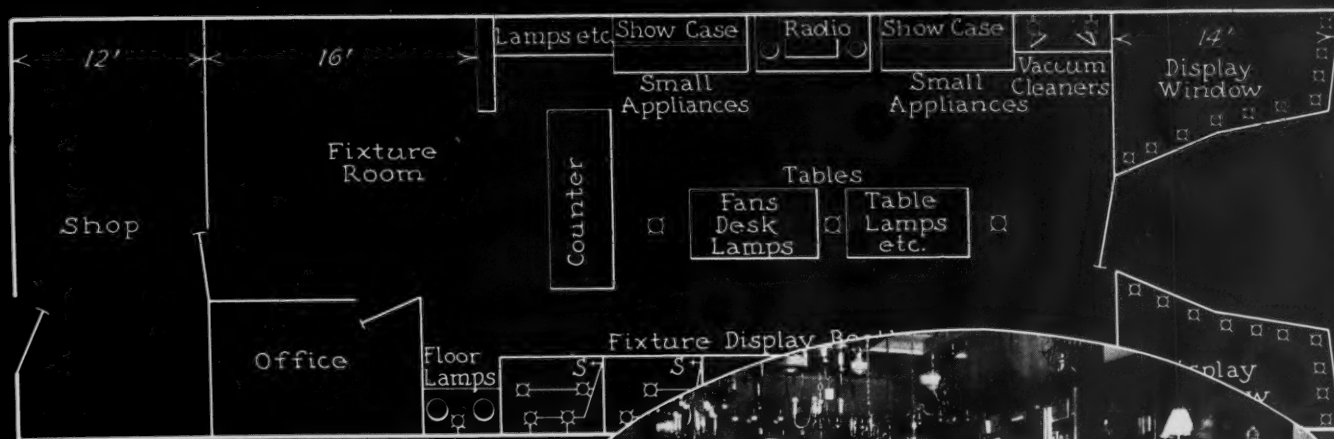 12'
16'
Lamps etc
Show Case
Radio
Show Case
14'
Small
Appliances
Small
Appliances
Vacuum
Cleaners
Display
Window
Fixture
Room
Tables
Shop
Counter
Fans
Desk
Lamps
Table
Lamps
etc.
Office
Floor
Lamps
Fixture Display
S
S